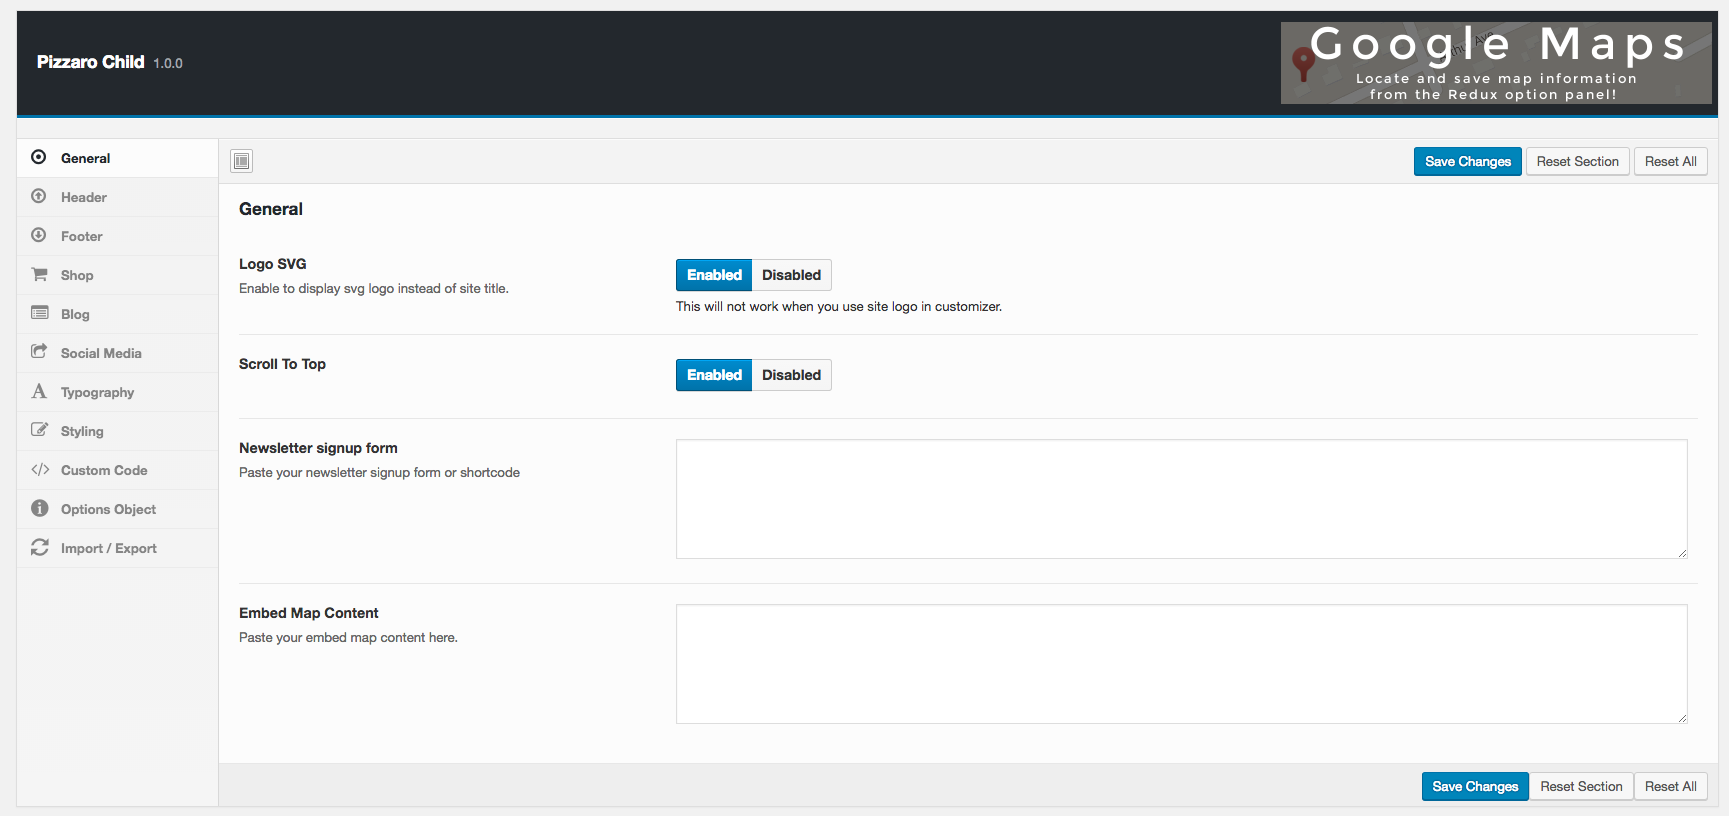 Pizzaro Child 1.0.0
Google Maps
Locate and save map information
from the Redux option panel!
General
Header
Footer
Shop
Blog
Social Media
Typography
Styling
Custom Code
Options Object
Import / Export
Save Changes
Reset Section
Reset All
General
Logo SVG
Enable to display svg logo instead of site title.
Enabled
Disabled
This will not work when you use site logo in customizer.
Scroll To Top
Enabled
Disabled
Newsletter signup form
Paste your newsletter signup form or shortcode
Embed Map Content
Paste your embed map content here.
Save Changes
Reset Section
Reset All